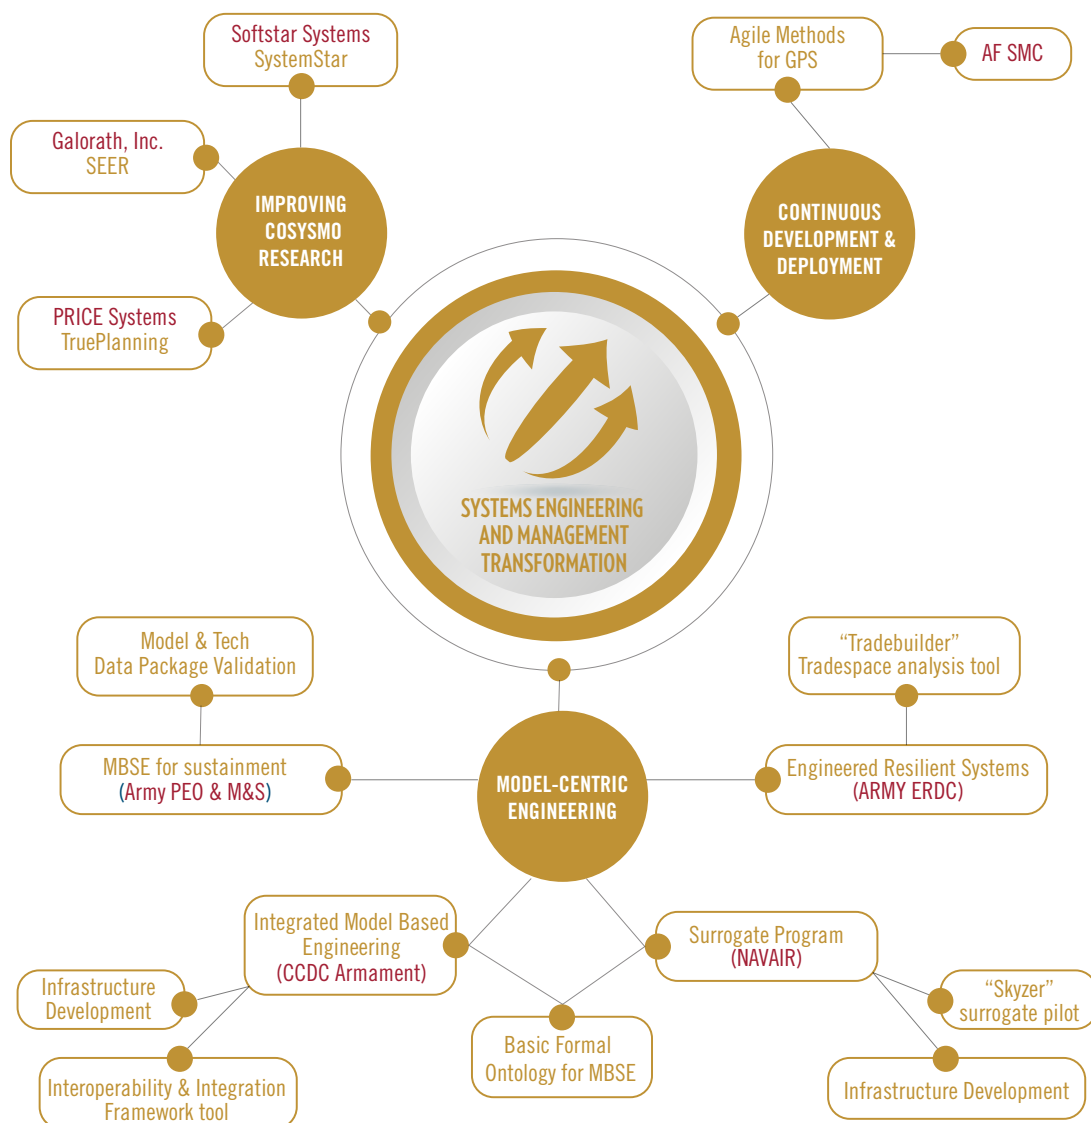 Softstar Systems
SystemStar
Agile Methods
for GPS
AF SMC
Galorath, Inc.
SEER
IMPROVING
COSYSMO
RESEARCH
CONTINUOUS
DEVELOPMENT &
DEPLOYMENT
PRICE Systems
TruePlanning
SYSTEMS ENGINEERING
AND MANAGEMENT
TRANSFORMATION
Model & Tech
Data Package Validation
“Tradebuilder”
Tradespace analysis tool
MBSE for sustainment
(Army PEO & M&S)
MODEL-CENTRIC
ENGINEERING
Engineered Resilient Systems
(ARMY ERDC)
Integrated Model Based
Engineering
(CCDC Armament)
Surrogate Program
(NAVAIR)
Infrastructure
Development
“Skyzer”
surrogate pilot
Basic Formal
Ontology for MBSE
Interoperability & Integration
Framework tool
Infrastructure Development